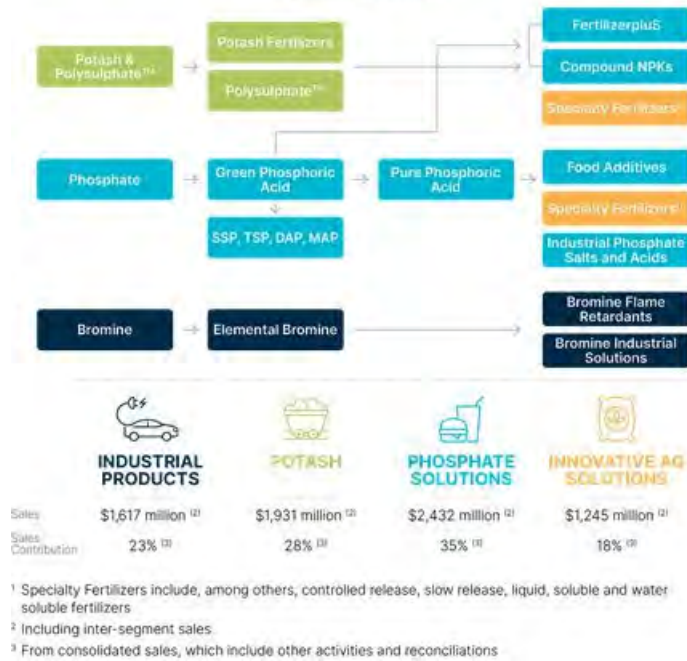 FertilizerpluS
Potash &
Polysulphate™
Potash Fertilizers
Compound NPKs
Polysulphate™
Specialty Fertilizers¹
Phosphate
Green Phosphoric
Acid
Pure Phosphoric
Acid
Food Additives
Specialty Fertilizers¹
SSP, TSP, DAP, MAP
Industrial Phosphate
Salts and Acids
Bromine
Elemental Bromine
Bromine Flame
Retardants
Bromine Industrial
Solutions
INDUSTRIAL
PRODUCTS
POTASH
PHOSPHATE
SOLUTIONS
INNOVATIVE AG
SOLUTIONS
Sales $1,617 million (2) $1,931 million (2) $2,432 million (2) $1,245 million (2)
Sales
Contribution 23% (3) 28% (3) 35% (3) 18% (3)
1 Specialty Fertilizers include, among others, controlled release, slow release, liquid, soluble and water
soluble fertilizers
2 Including inter-segment sales
3 From consolidated sales, which include other activities and reconciliations